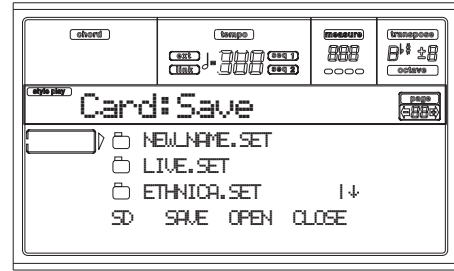 chord
tempo
measure
transpose
ext
link
seq 1
seq 2
octave
style play
Card:Save
page
NEW_NAME.SET
LIVE.SET
ETHNICA.SET
SD SAVE OPEN CLOSE